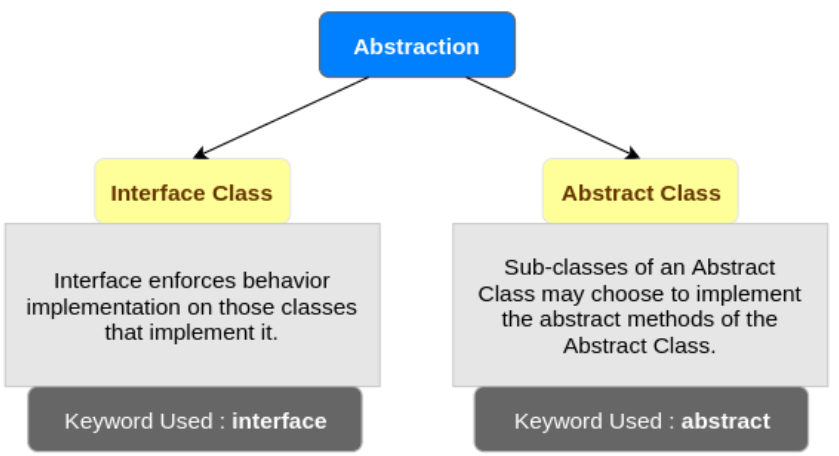 Abstraction
Interface Class
Interface enforces behavior
implementation on those classes
that implement it.
Keyword Used : interface
Abstract Class
Sub-classes of an Abstract
Class may choose to implement
the abstract methods of the
Abstract Class.
Keyword Used : abstract